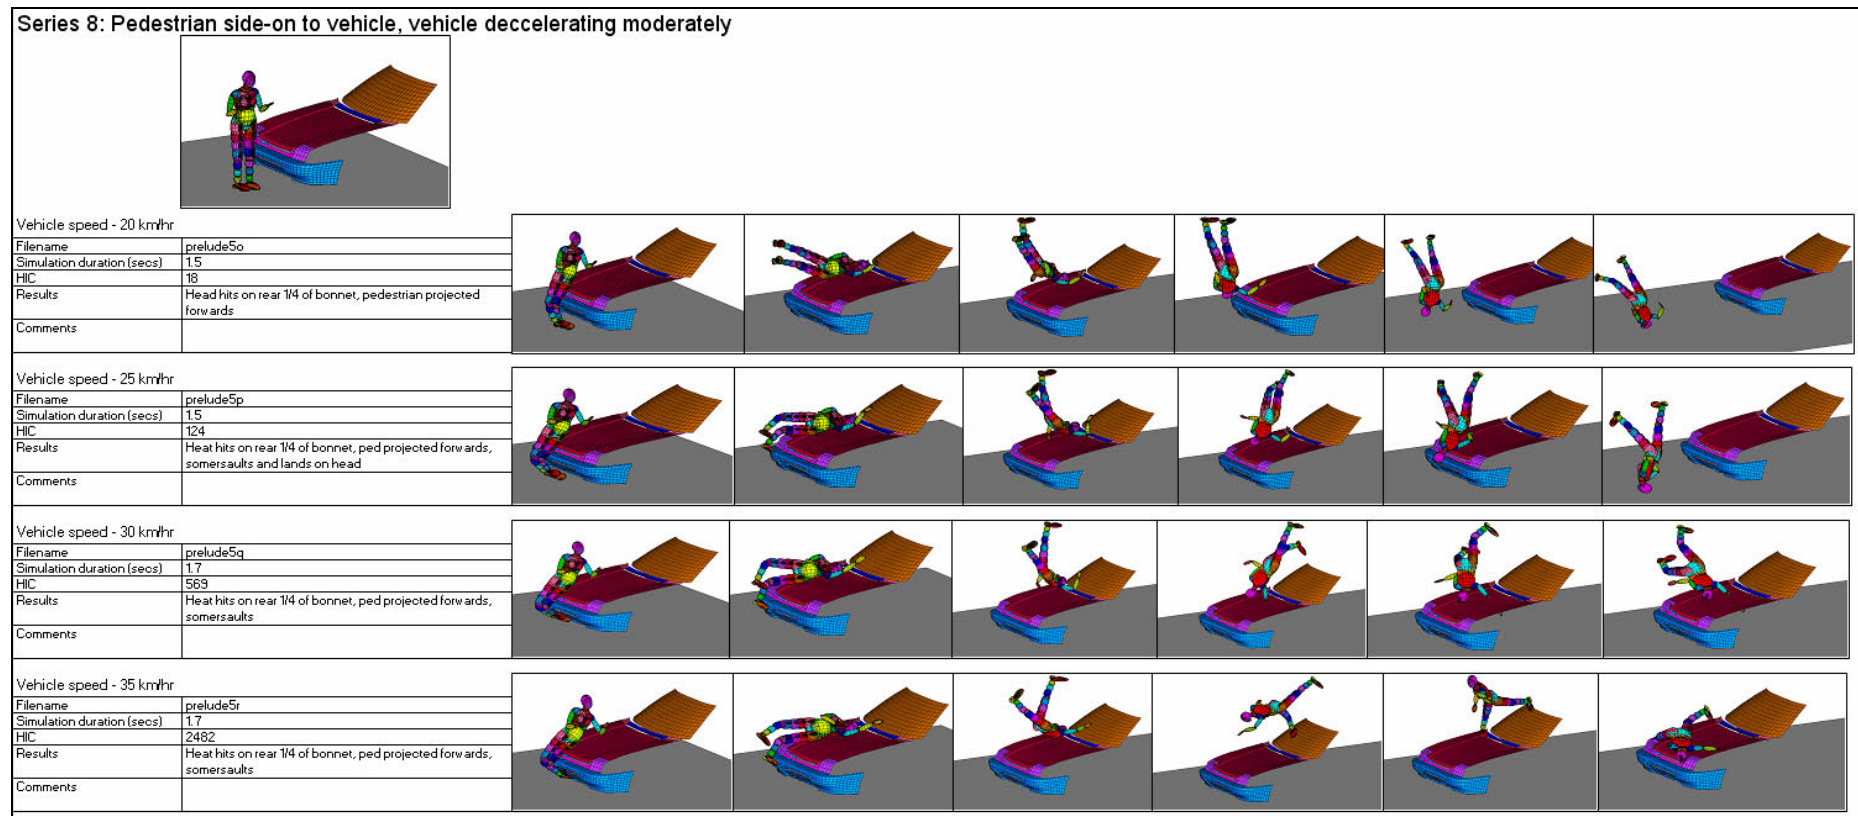 Series 8: Pedestrian side-on to vehicle, vehicle deccelerating moderately
Vehicle speed - 20 km/hr
Filename prelude5o
Simulation duration (secs) 1.5
HIC 18
Results Head hits on rear 1/4 of bonnet, pedestrian projected
forwards
Comments
Vehicle speed - 25 km/hr
Filename prelude5p
Simulation duration (secs) 1.5
HIC 124
Results Heat hits on rear 1/4 of bonnet, ped projected forwards,
somersaults and lands on head
Comments
Vehicle speed - 30 km/hr
Filename prelude5q
Simulation duration (secs) 1.7
HIC 569
Results Heat hits on rear 1/4 of bonnet, ped projected forwards,
somersaults
Comments
Vehicle speed - 35 km/hr
Filename prelude5r
Simulation duration (secs) 1.7
HIC 2482
Results Heat hits on rear 1/4 of bonnet, ped projected forwards,
somersaults
Comments